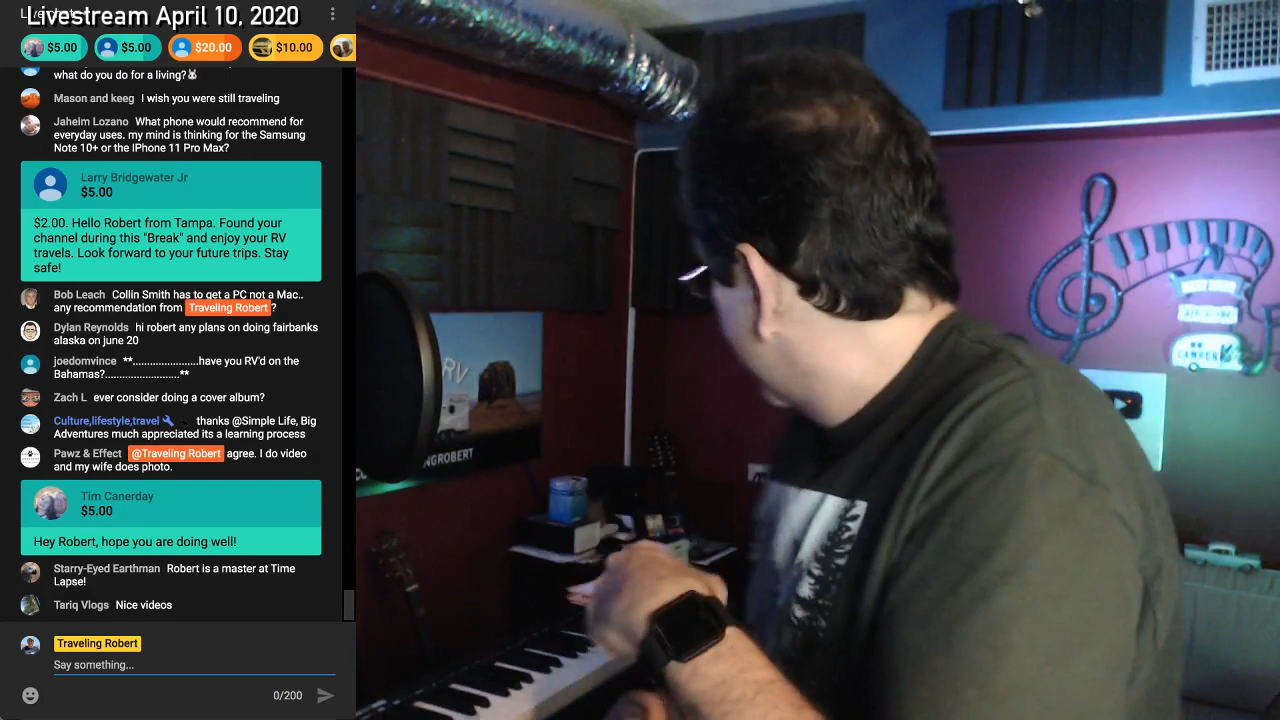 Livestream April 10, 2020
$5.00
$5.00
$20.00
$10.00
what do you do for a living?
Mason and keeg I wish you were still traveling
Jaheim Lozano What phone would recommend for
everyday uses. my mind is thinking for the Samsung
Note 10+ or the IPhone 11 Pro Max?
Larry Bridgewater Jr
$5.00
$2.00. Hello Robert from Tampa. Found your
channel during this "Break" and enjoy your RV
travels. Look forward to your future trips. Stay
safe!
Bob Leach Collin Smith has to get a PC not a Mac..
any recommendation from Traveling Robert ?
Dylan Reynolds hi robert any plans on doing fairbanks
alaska on june 20
joedomvince **......................have you RV'd on the
Bahamas?..........................**
Zach L ever consider doing a cover album?
Culture,lifestyle,travel thanks @Simple Life, Big
Adventures much appreciated its a learning process
Pawz & Effect @Traveling Robert agree. I do video
and my wife does photo.
Tim Canerday
$5.00
Hey Robert, hope you are doing well!
Starry-Eyed Earthman Robert is a master at Time
Lapse!
Tariq Vlogs Nice videos
Traveling Robert
Say something...
0/200
RV
NGROBERT
CAMPER